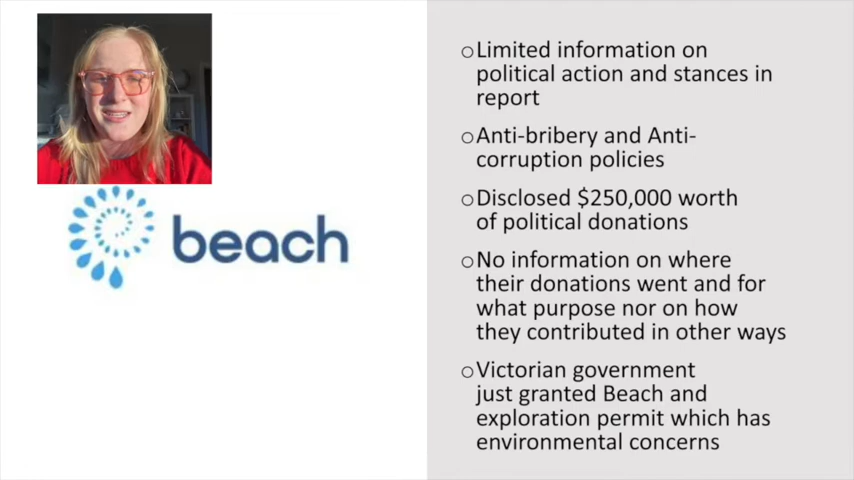 beach
○Limited information on
political action and stances in
report
○Anti-bribery and Anti-
corruption policies
○Disclosed $250,000 worth
of political donations
○No information on where
their donations went and for
what purpose nor on how
they contributed in other ways
○Victorian government
just granted Beach and
exploration permit which has
environmental concerns